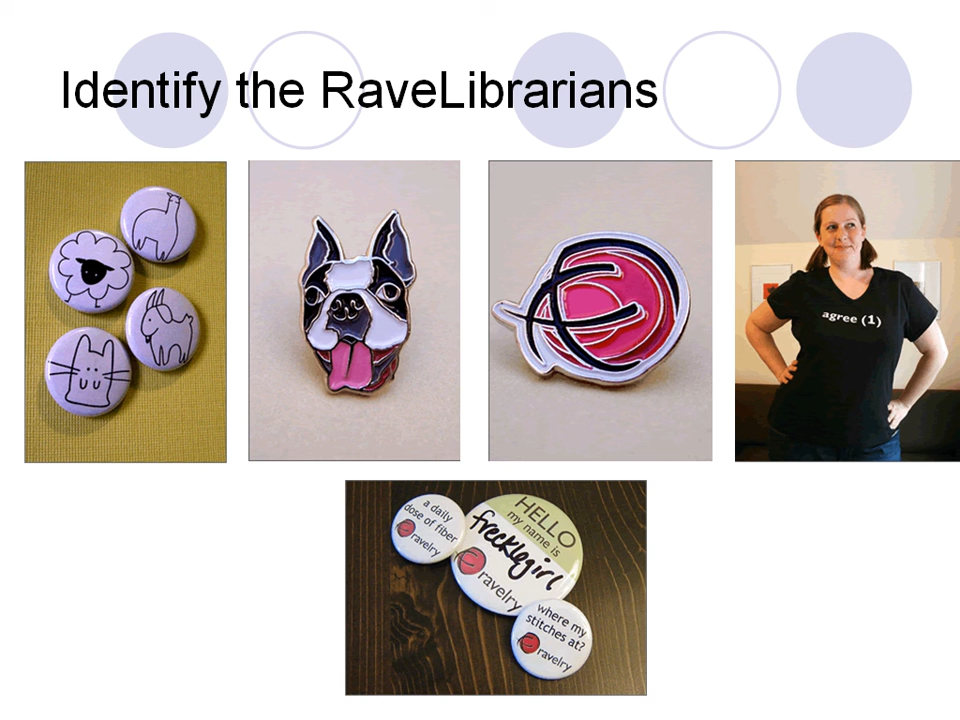 Identify the RaveLibrarians
agree (1)
a daily
dose of fiber
ravelry
HELLO
my name is
frecklegirl
ravelry
where my
stitches at?
ravelry